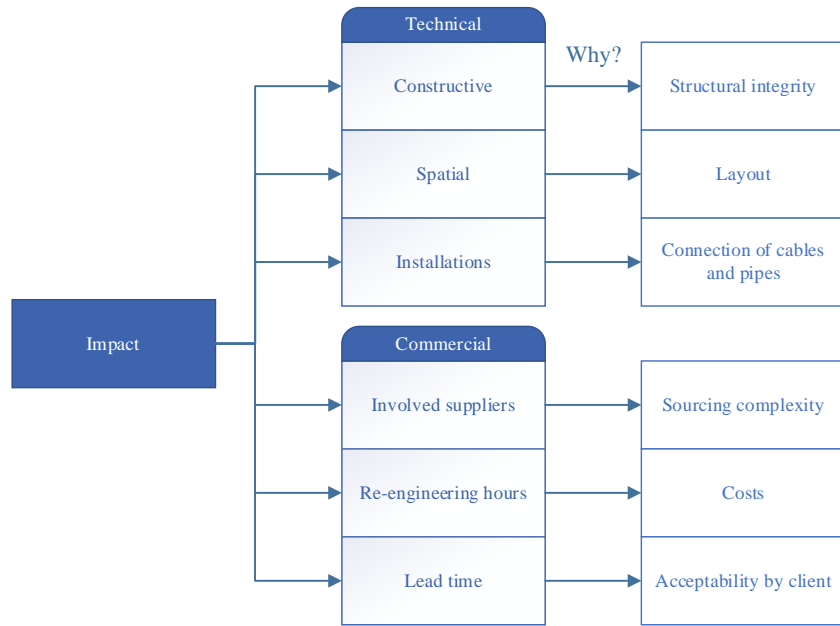 Technical
Why?
Constructive
Structural integrity
Spatial
Layout
Installations
Connection of cables
and pipes
Impact
Commercial
Involved suppliers
Sourcing complexity
Re-engineering hours
Costs
Lead time
Acceptability by client